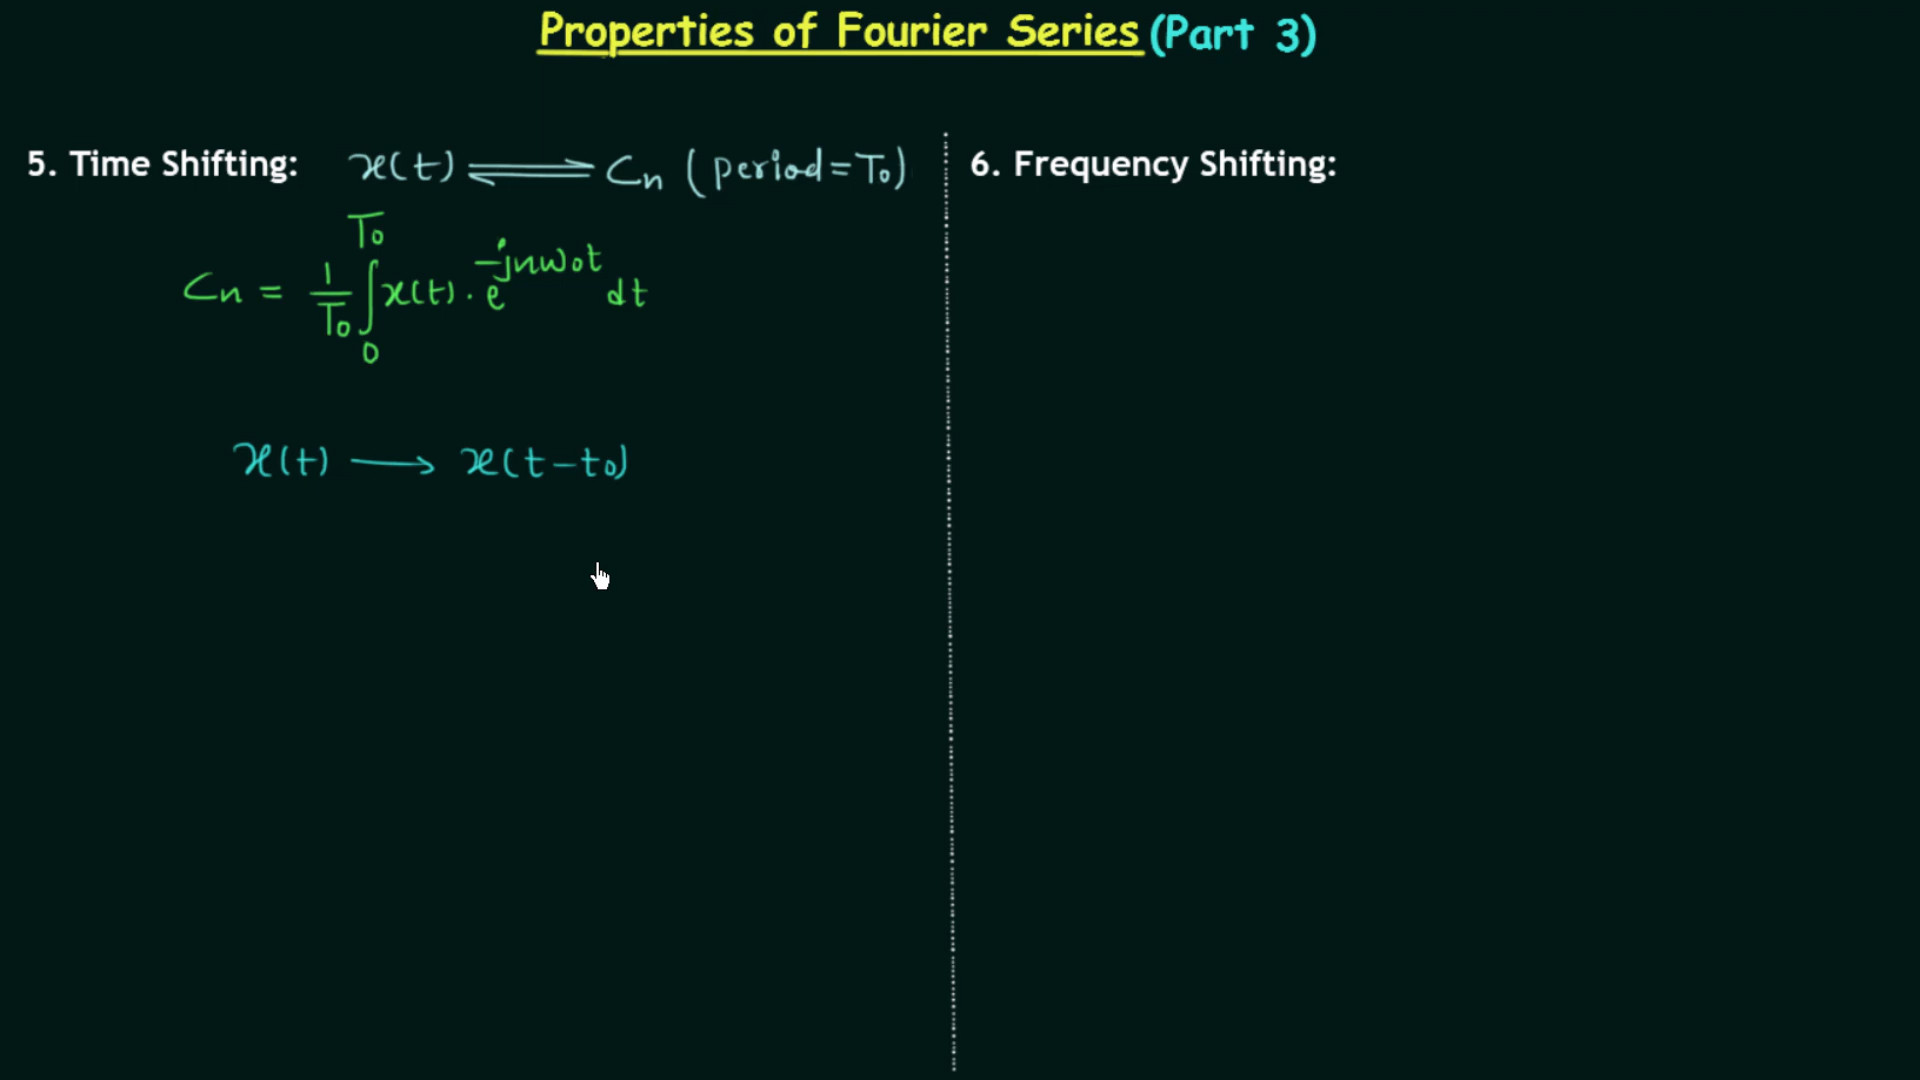 Properties of Fourier Series (Part 3)
5. Time Shifting: x(t) ⇌ Cn (period = T0)
Cn = 1/T0 ∫0^T0 x(t) · e^-jnω0t dt
x(t) → x(t-t0)
6. Frequency Shifting: